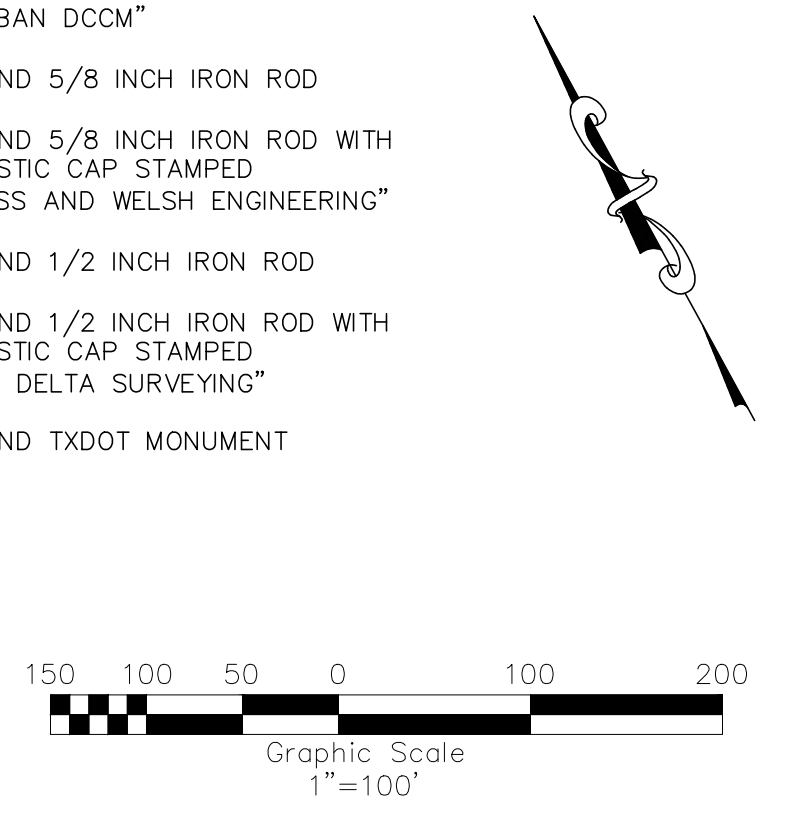 BAN DCCM”
ND 5/8 INCH IRON ROD
ND 5/8 INCH IRON ROD WITH
STIC CAP STAMPED
SS AND WELSH ENGINEERING”
ND 1/2 INCH IRON ROD
ND 1/2 INCH IRON ROD WITH
STIC CAP STAMPED
DELTA SURVEYING”
ND TXDOT MONUMENT
150 100 50 0 100 200
Graphic Scale
1”=100’